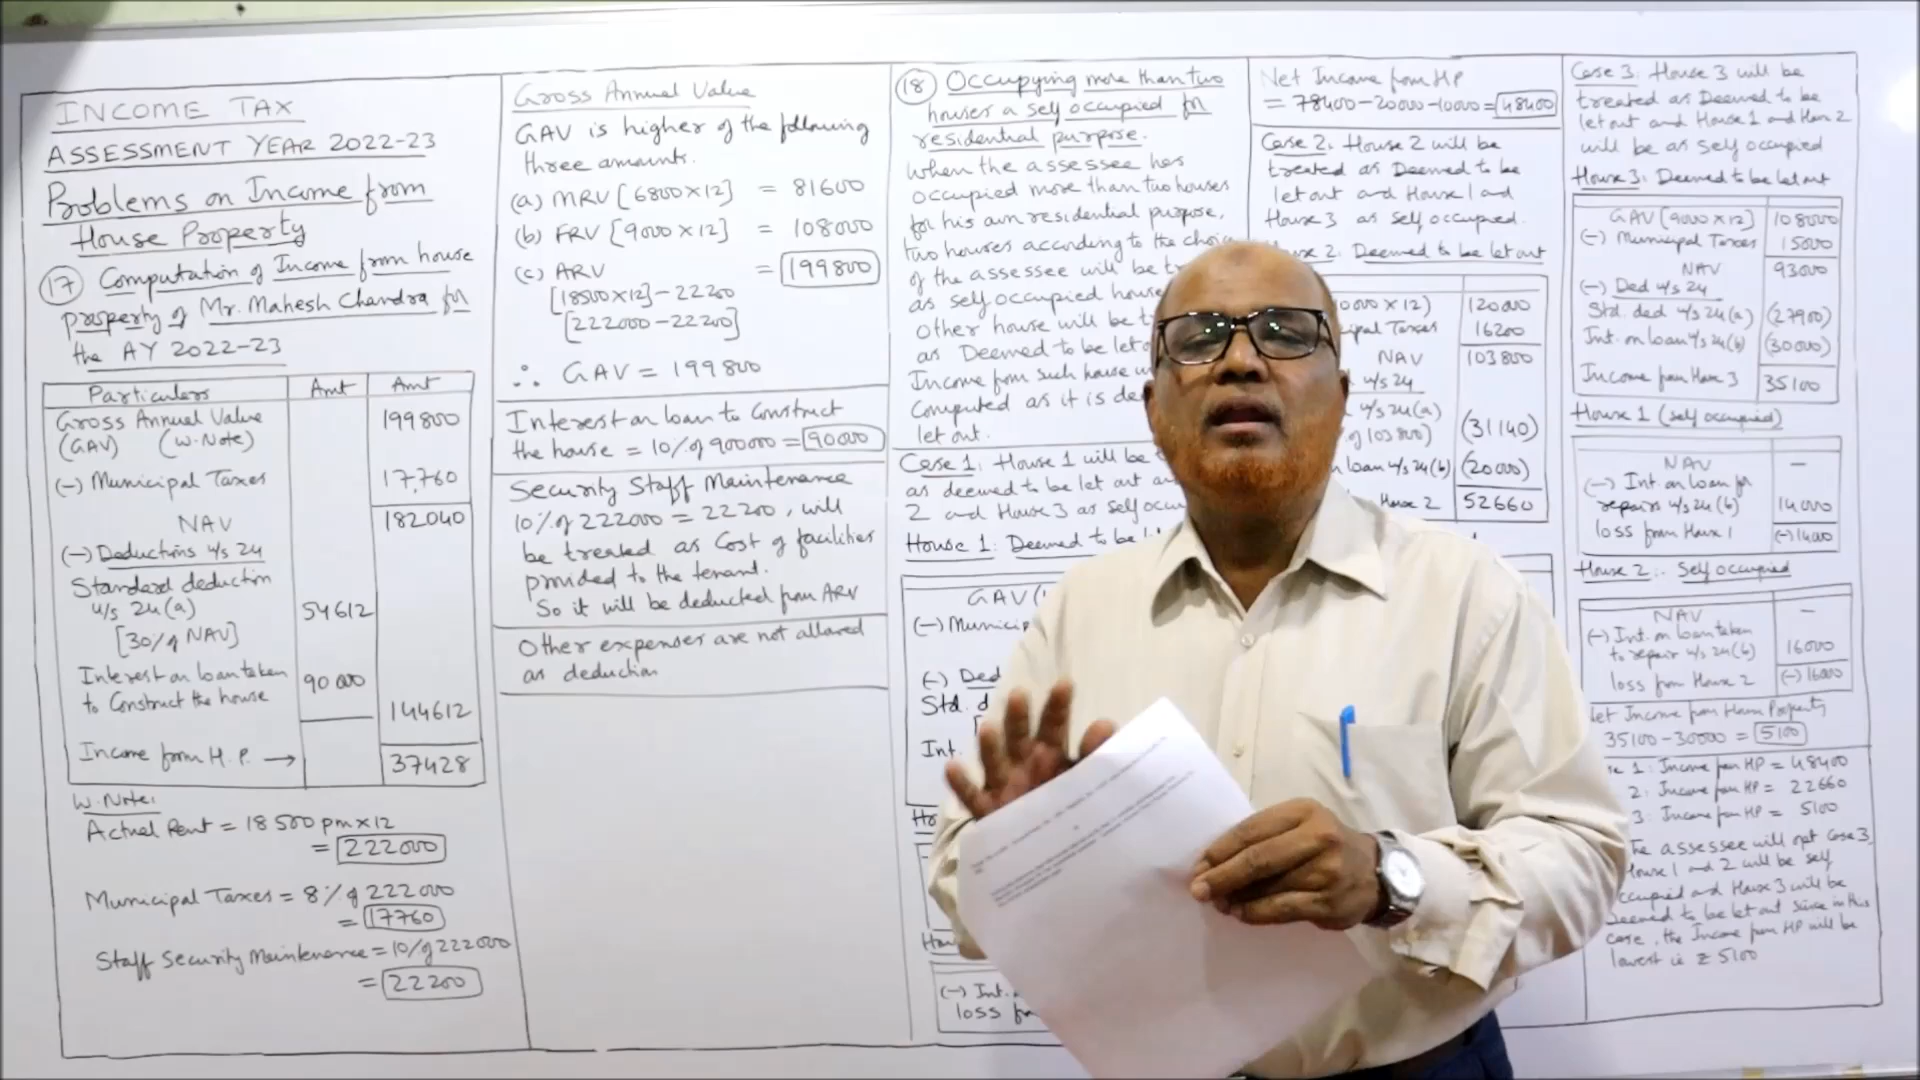 INCOME TAX
ASSESSMENT YEAR 2022-23
Problems on Income from
House Property
17 Computation of Income from house
property of Mr. Mahesh Chandra for
the AY 2022-23
Particulars Amt Amt
Gross Annual Value 199800
(GAV) (W.Note)
(-) Municipal Taxes 17,760
NAV 182040
(-) Deductions u/s 24
Standard deduction
u/s 24(a) 54612
[30% of NAV]
Interest on loan taken 90000
to Construct the house
144612
Income from H.P. → 37428
W.Note:
Actual Rent = 18500 pm x 12
= 222000
Municipal Taxes = 8% of 222000
= 17760
Staff Security Maintenance = 10% of 222000
= 22200
Gross Annual Value
GAV is higher of the following
three amounts.
(a) MRV [6800 x 12] = 81600
(b) FRV [9000 x 12] = 108000
(c) ARV = 199800
[18500 x 12] - 22200
[222000 - 22200]
∴ GAV = 199800
Interest on loan to Construct
the house = 10% of 900000 = 90000
Security Staff Maintenance
10% of 222000 = 22200, will
be treated as Cost of facilities
provided to the tenant.
So it will be deducted from ARV
Other expenses are not allowed
as deduction
18 Occupying more than two
houses a self occupied for
residential purpose.
When the assessee has
occupied more than two houses
for his own residential purpose,
two houses according to the choice
of the assessee will be
as self occupied house
Other house will be
as Deemed to be
Income from such house
Computed as it is
let out.
Case 1: House 1 will be
as deemed to be let out
2 and House 3 as self
House 1: Deemed to be
GAV
(-)
(-) Ded
Std. d
Int.
(-) Int.
loss
Net Income from HP
= 78400 - 20000 - 10000 = 48400
Case 2. House 2 will be
treated as Deemed to be
let out and House 1 and
House 3 as self occupied.
2: Deemed to be let out
x 12) 120000
Taxes 16200
NAV 103800
u/s 24
u/s 24(a)
of 103800) (31140)
loan u/s 24(b) (20000)
House 2 52660
Case 3. House 3 will be
treated as Deemed to be
let out and House 1 and House 2
will be as self occupied
House 3: Deemed to be let out
GAV [9000 x 12] 108000
(-) Municipal Taxes 15000
NAV 93000
(-) Ded u/s 24
Std. ded u/s 24(a) (27900)
Int. on loan u/s 24(b) (30000)
Income from House 3 35100
House 1 (self occupied)
NAV —
(-) Int. on loan for
repairs u/s 24(b) 14000
loss from House 1 (-) 14000
House 2:- Self occupied
NAV —
(-) Int. on loan taken
to repair u/s 24(b) 16000
loss from House 2 (-) 16000
Net Income from House Property
35100 - 30000 = 5100
1: Income from HP = 48400
2: Income from HP = 22660
3: Income from HP = 5100
The assessee will opt Case 3,
House 1 and 2 will be self
occupied and House 3 will be
Deemed to be let out since in this
case, the Income from HP will be
lowest i.e ₹ 5100